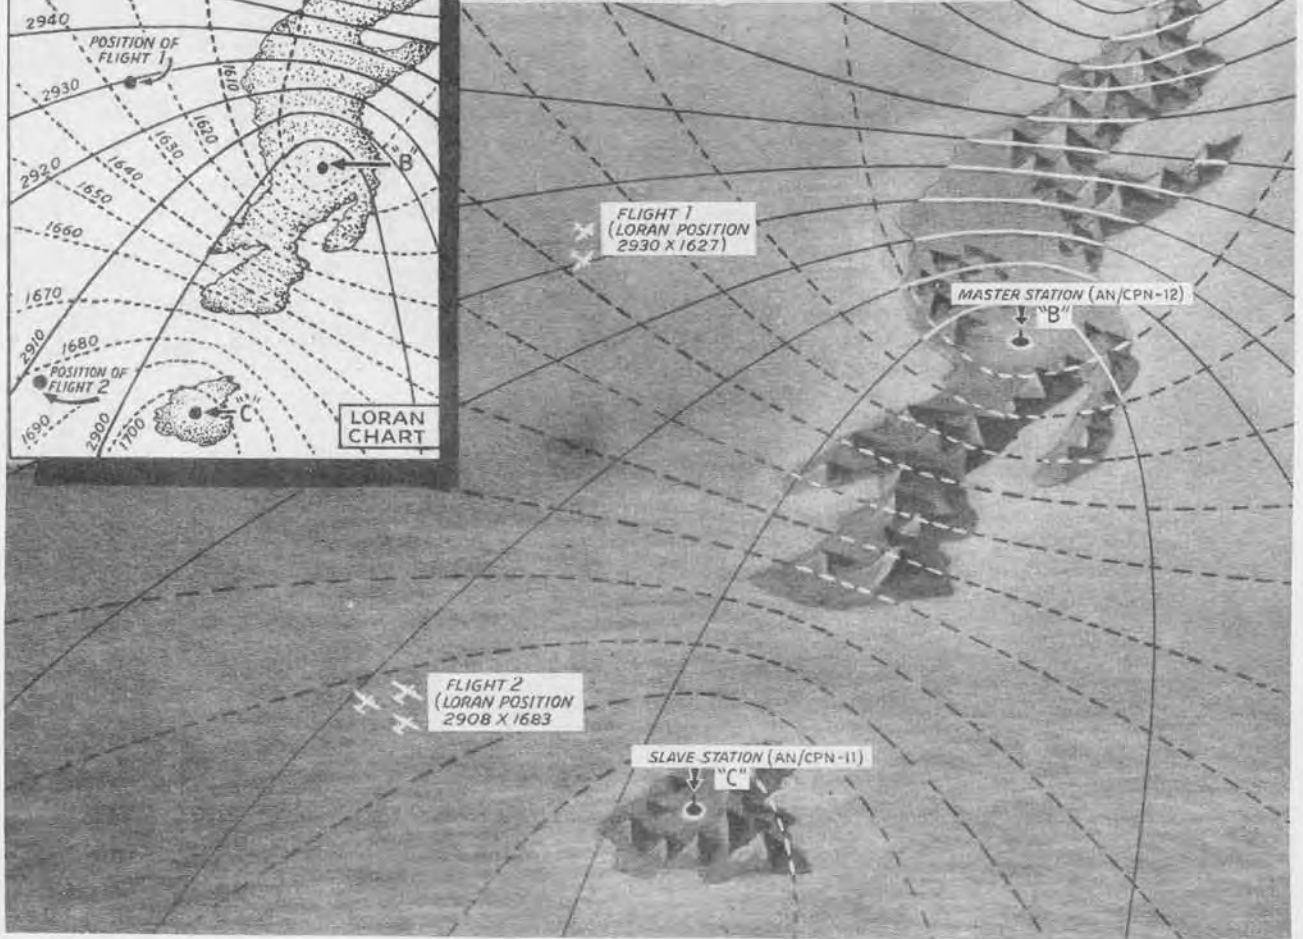 2940
POSITION OF
FLIGHT 1
2930
1610
1620
1630
2920
1640
1650
"B"
1660
1670
2910
1680
POSITION OF
FLIGHT 2
"C"
1690
2900
1700
LORAN
CHART
FLIGHT 1
(LORAN POSITION
2930 X 1627)
MASTER STATION (AN/CPN-12)
"B"
FLIGHT 2
(LORAN POSITION
2908 X 1683
SLAVE STATION (AN/CPN-11)
"C"